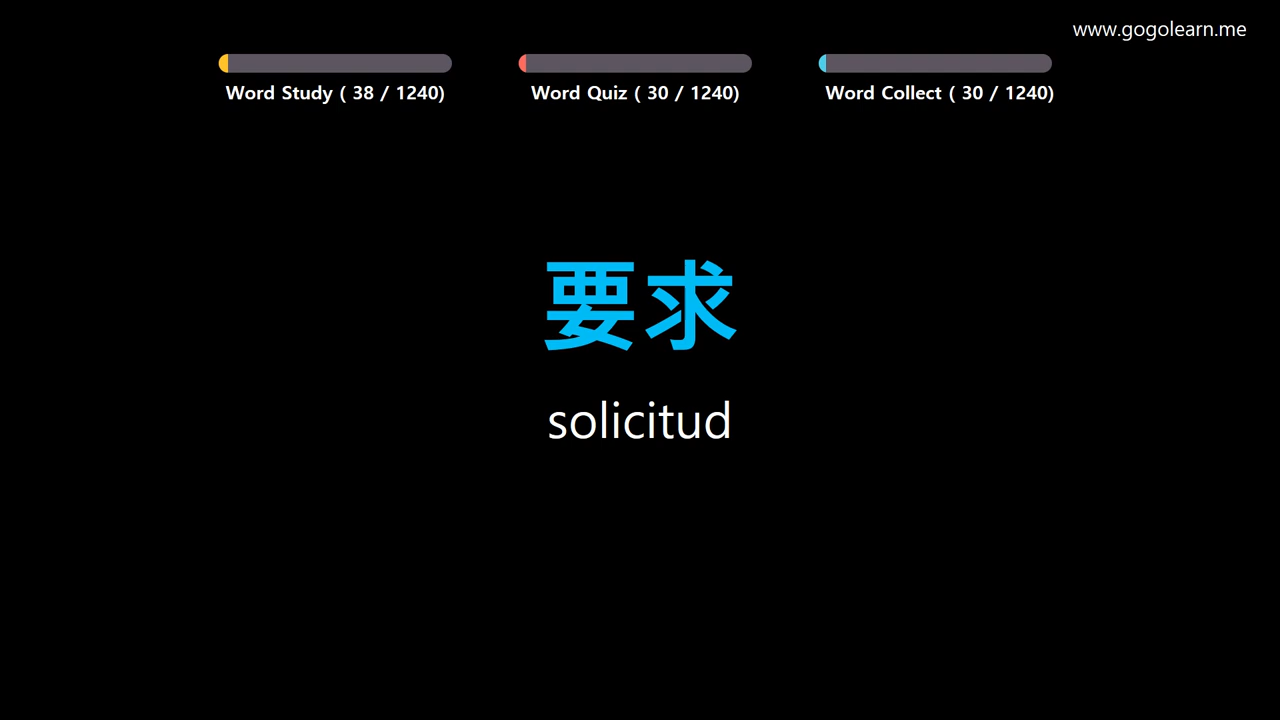 www.gogolearn.me
Word Study ( 38 / 1240)
Word Quiz ( 30 / 1240)
Word Collect ( 30 / 1240)
要求
solicitud